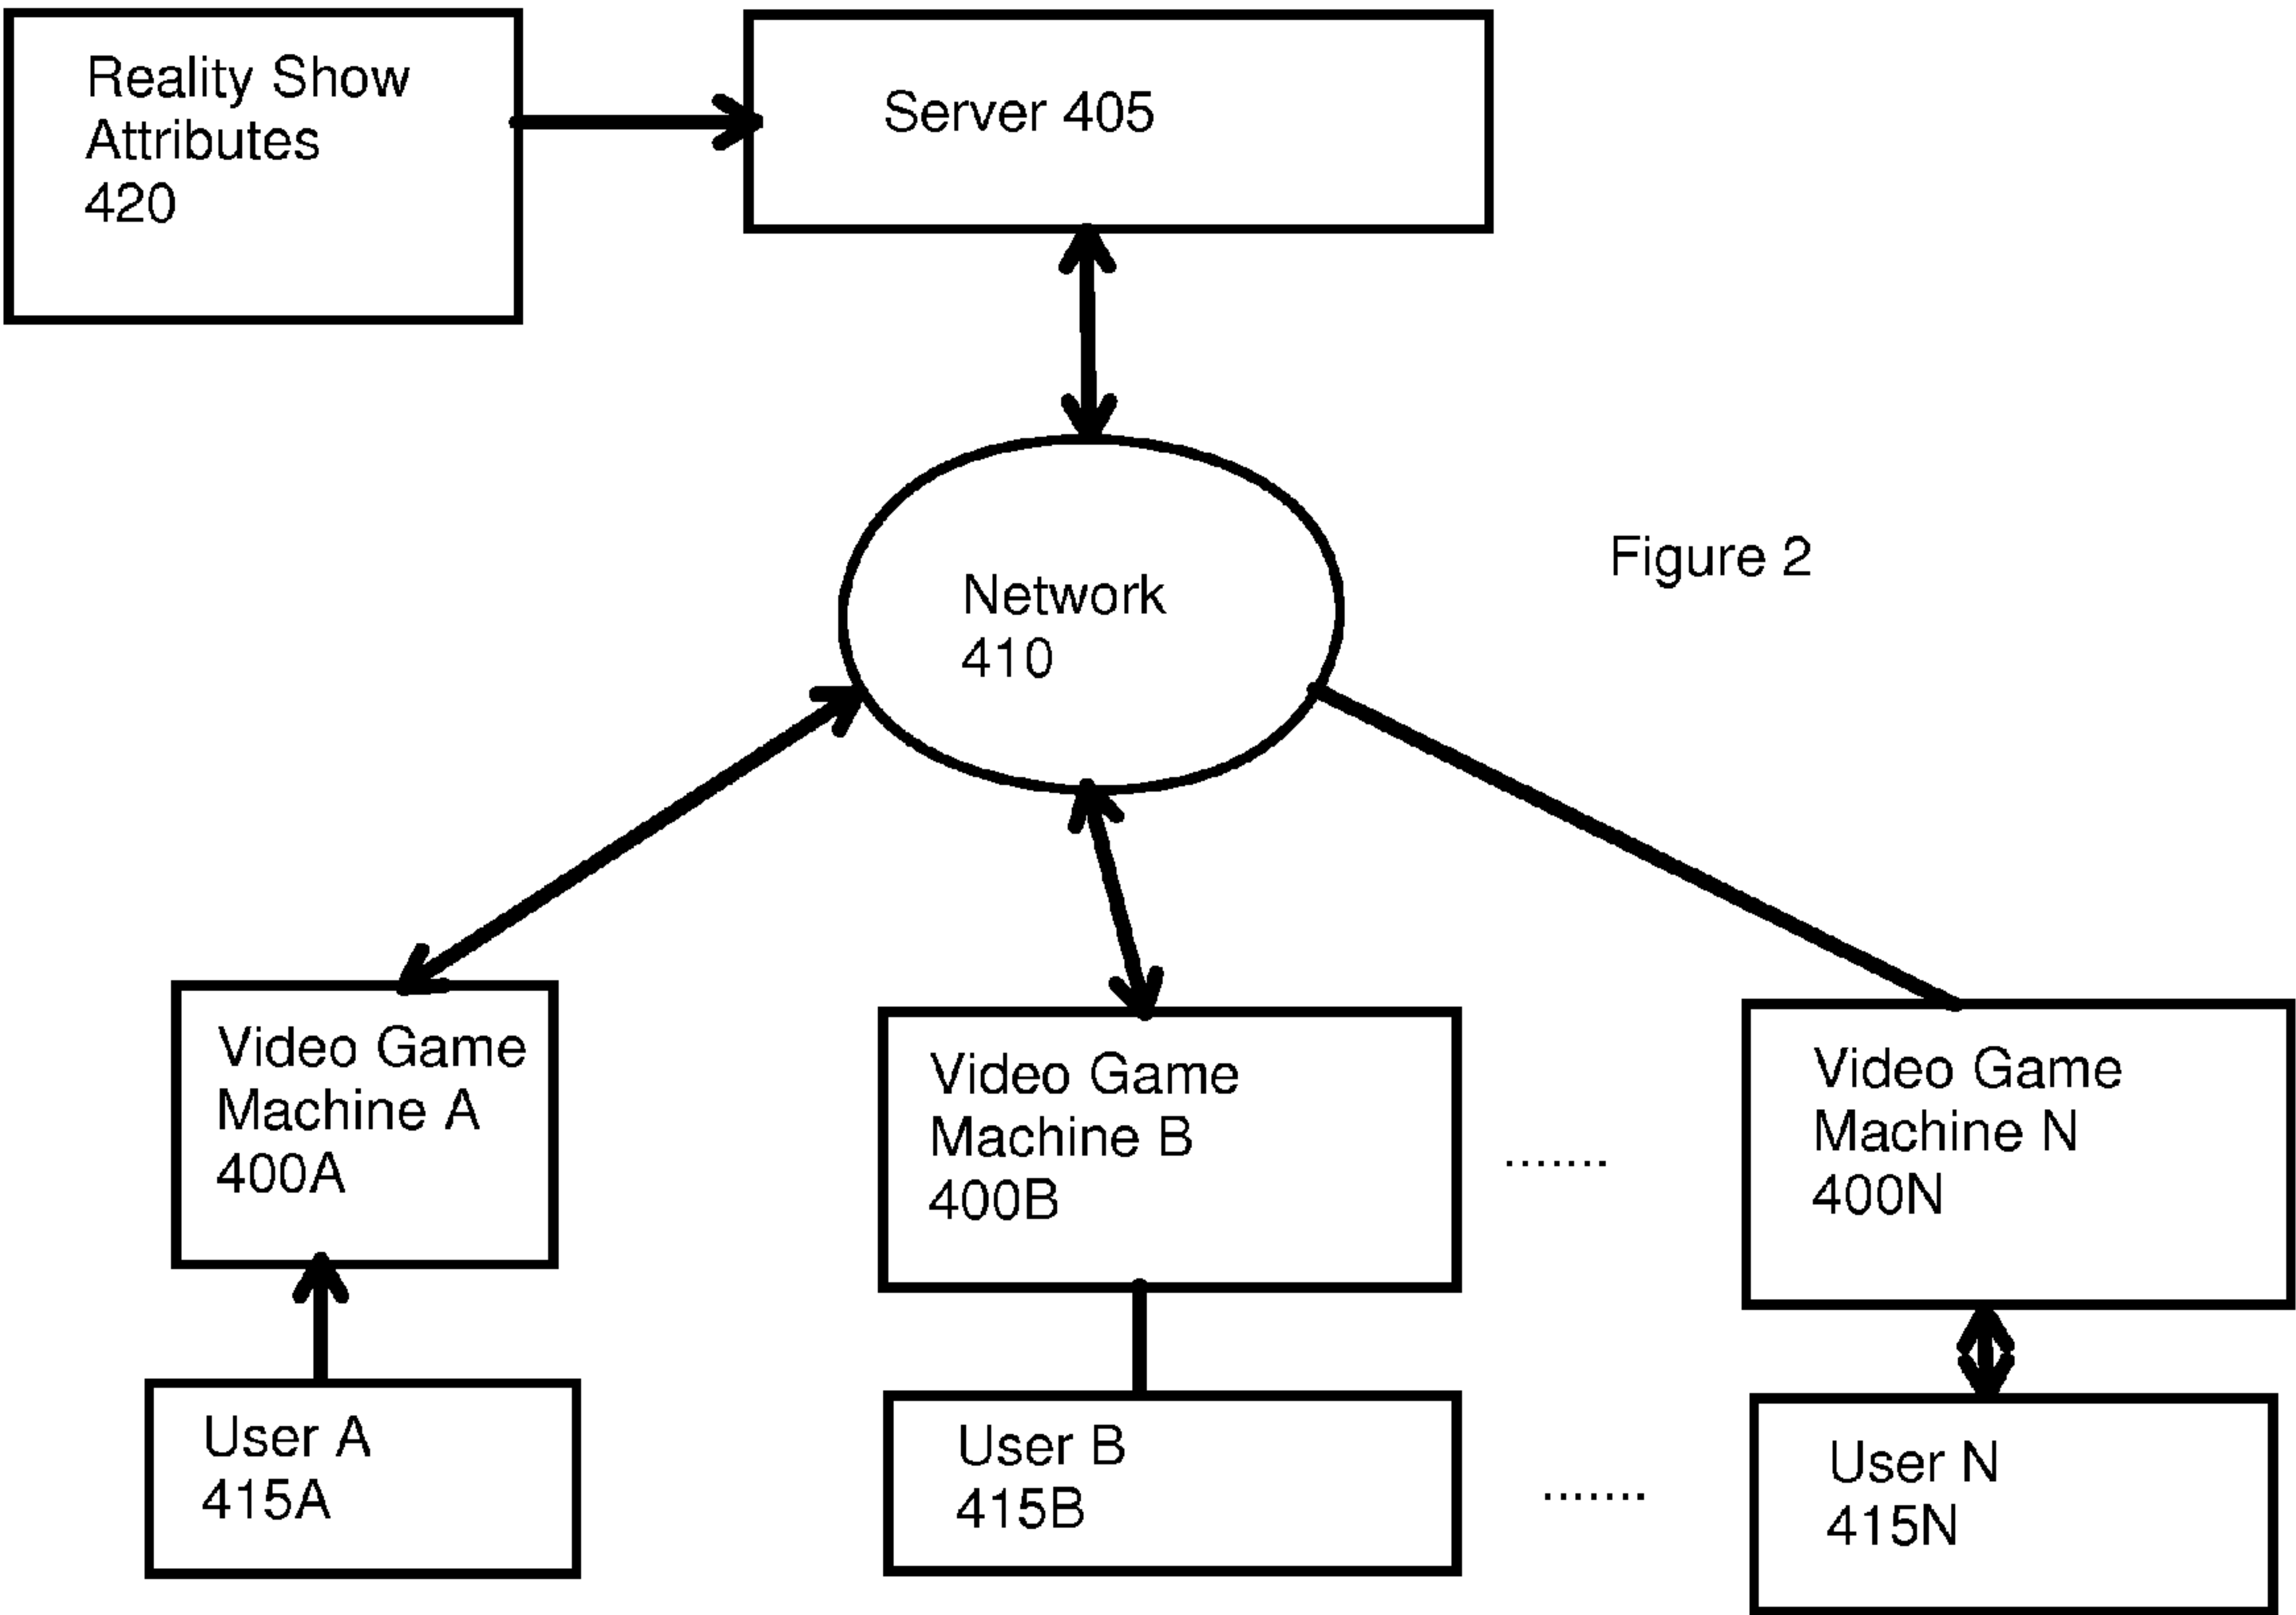 Reality Show
Attributes
420
Server 405
Network
410
Figure 2
Video Game
Machine A
400A
Video Game
Machine B
400B
.......
Video Game
Machine N
400N
User A
415A
User B
415B
.......
User N
415N